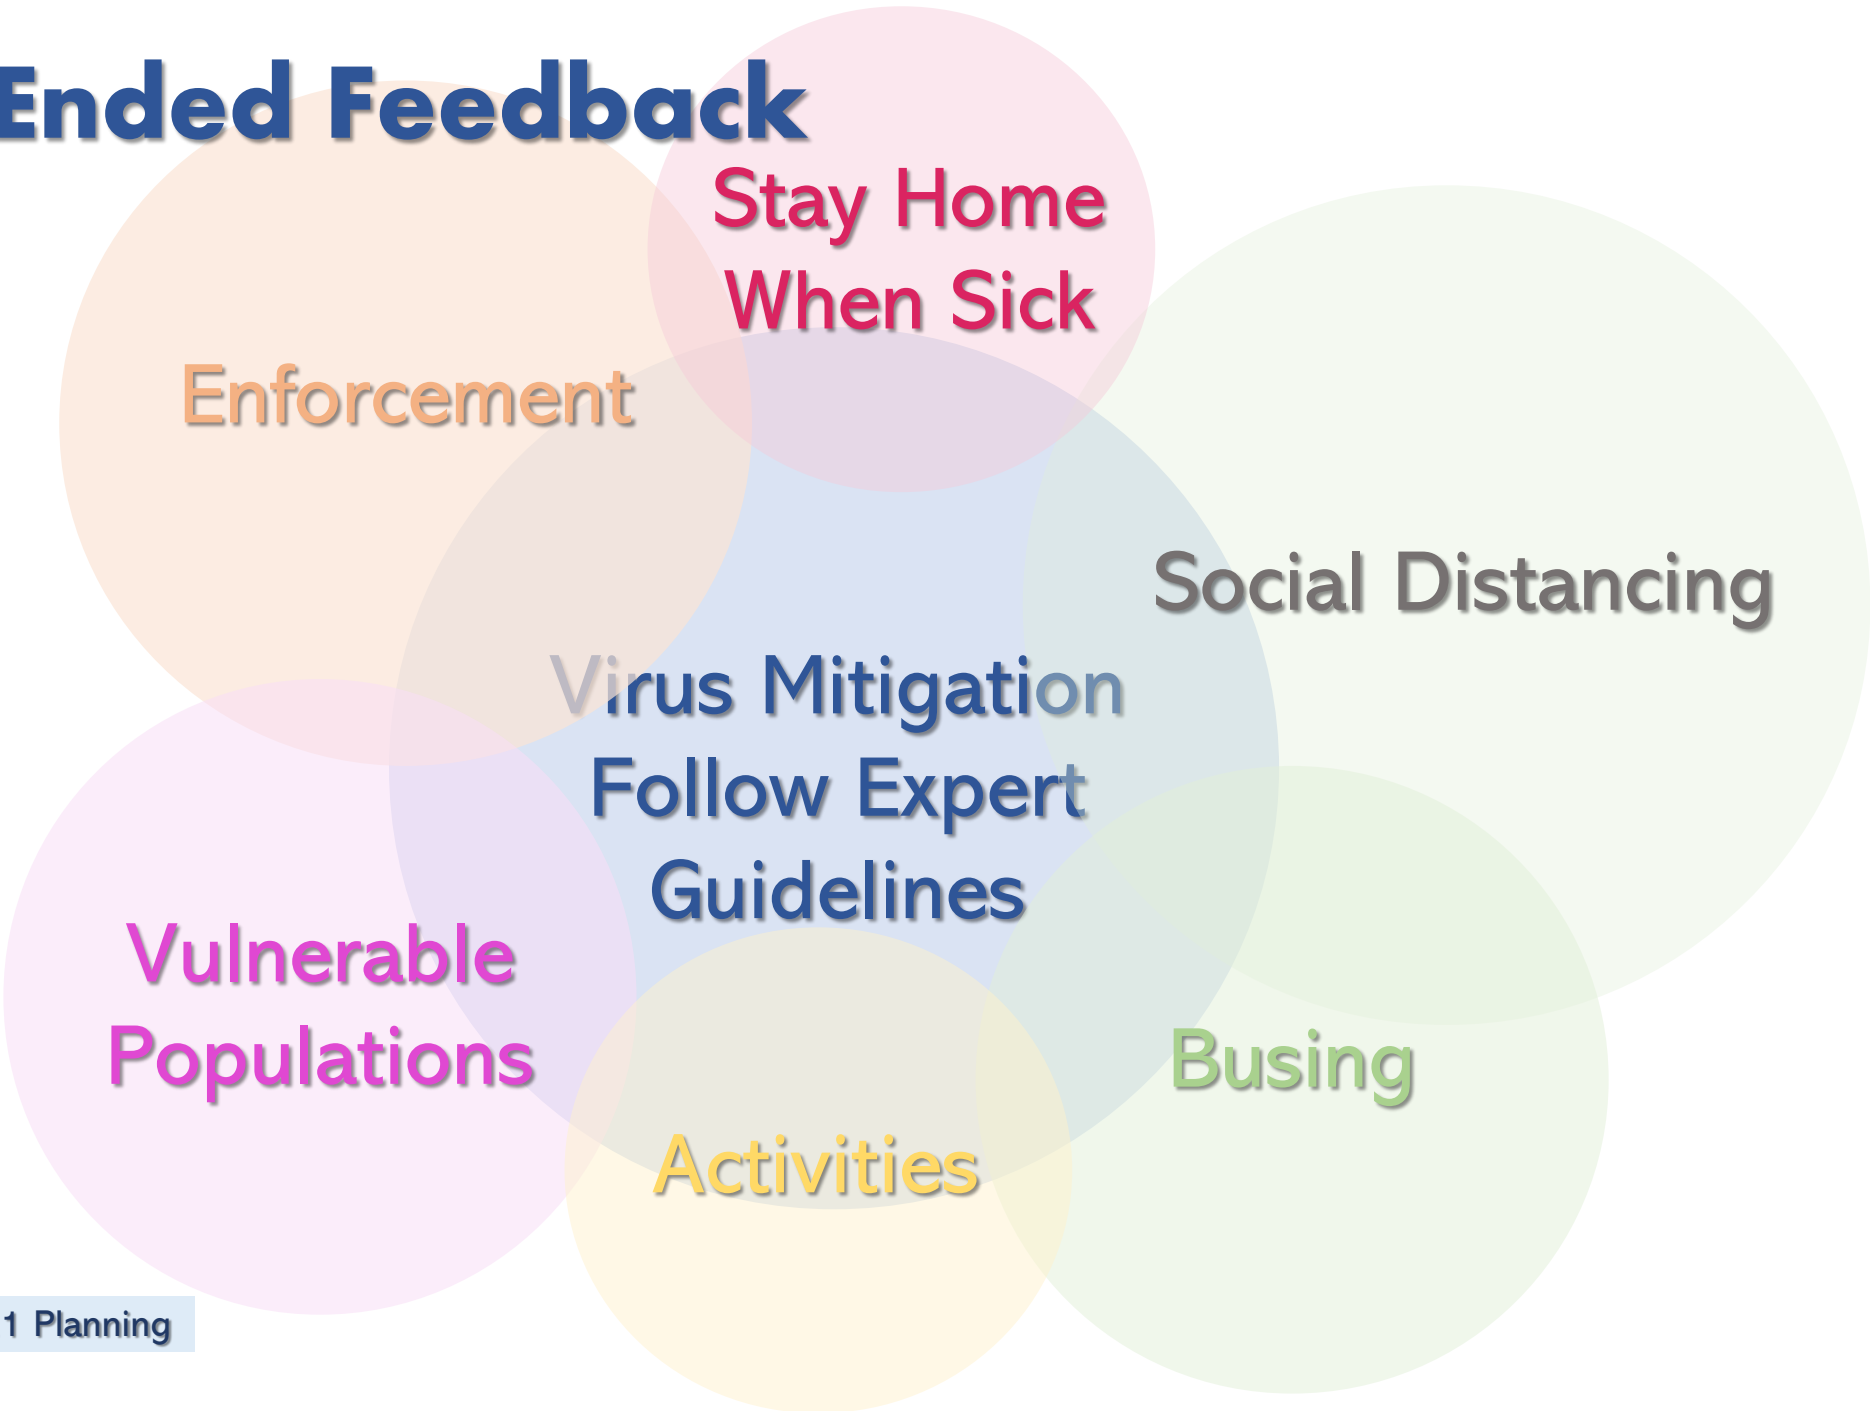 Ended Feedback
Stay Home
When Sick
Enforcement
Social Distancing
Virus Mitigation
Follow Expert
Guidelines
Vulnerable
Populations
Busing
Activities
1 Planning